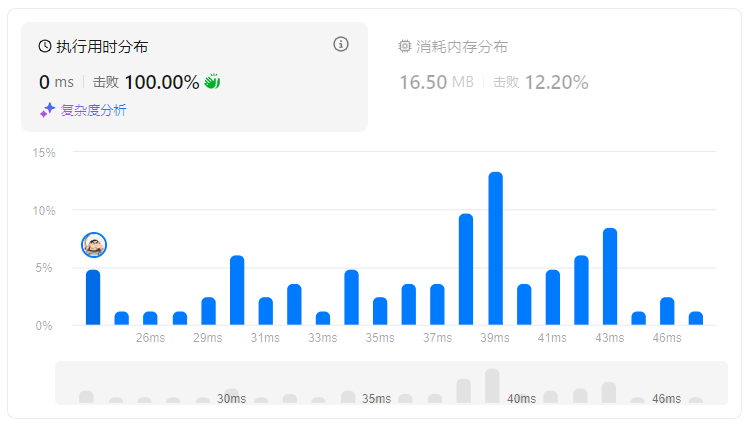 执行用时分布
消耗内存分布
0 ms 击败 100.00%
16.50 MB 击败 12.20%
复杂度分析
15%
10%
5%
0%
26ms 29ms 31ms 33ms 35ms 37ms 39ms 41ms 43ms 46ms
30ms 35ms 40ms 46ms